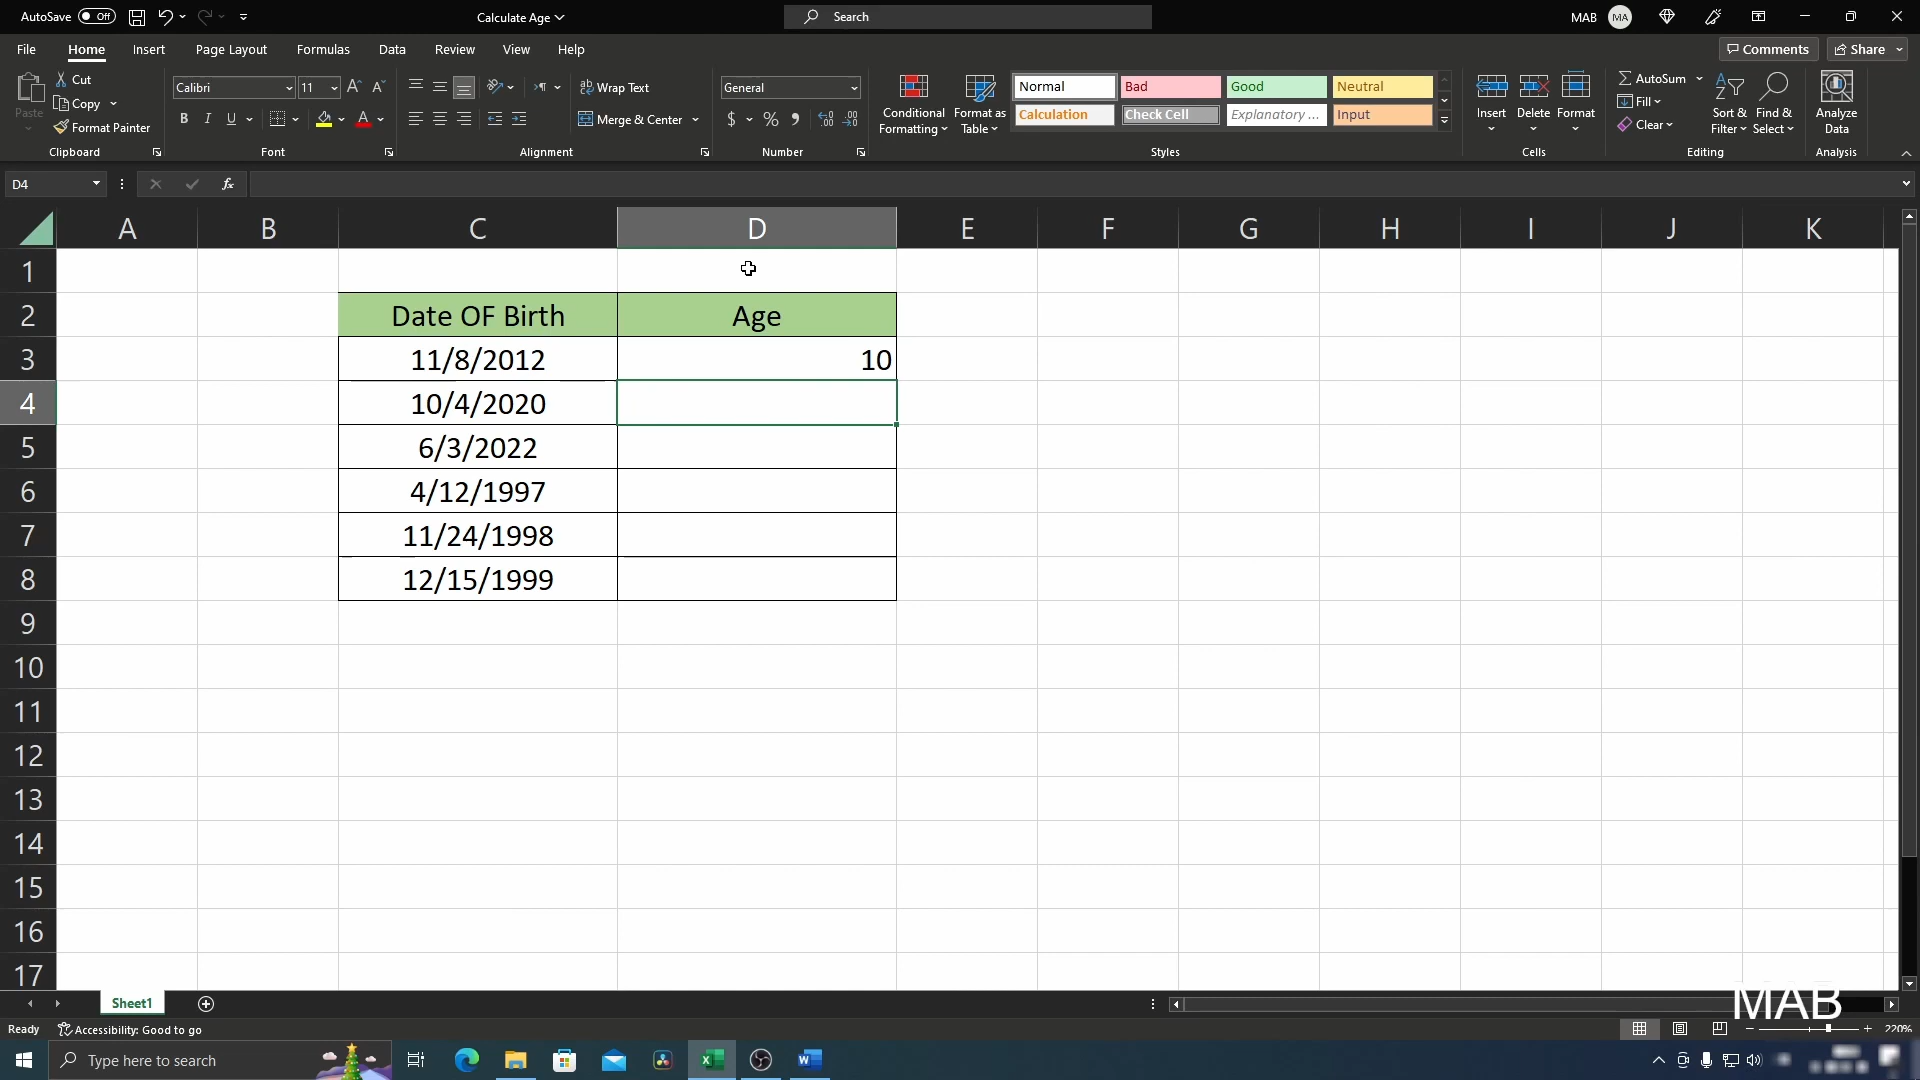 AutoSave Off Calculate Age Search MAB MA
File Home Insert Page Layout Formulas Data Review View Help Comments Share
Paste Cut Copy Format Painter Clipboard
Calibri 11 A A B I U A Font
ab Wrap Text Merge & Center Alignment
General $ % , Number
Conditional Formatting Format as Table Normal Bad Good Neutral
Calculation Check Cell Explanatory ... Input Styles
Insert Delete Format Cells
AutoSum Fill Clear Sort & Filter Find & Select Editing
Analyze Data Analysis
D4 fx
A B C D E F G H I J K
1
2 Date OF Birth Age
3 11/8/2012 10
4 10/4/2020
5 6/3/2022
6 4/12/1997
7 11/24/1998
8 12/15/1999
9
10
11
12
13
14
15
16
17
Sheet1
MAB
Ready Accessibility: Good to go 220%
Type here to search